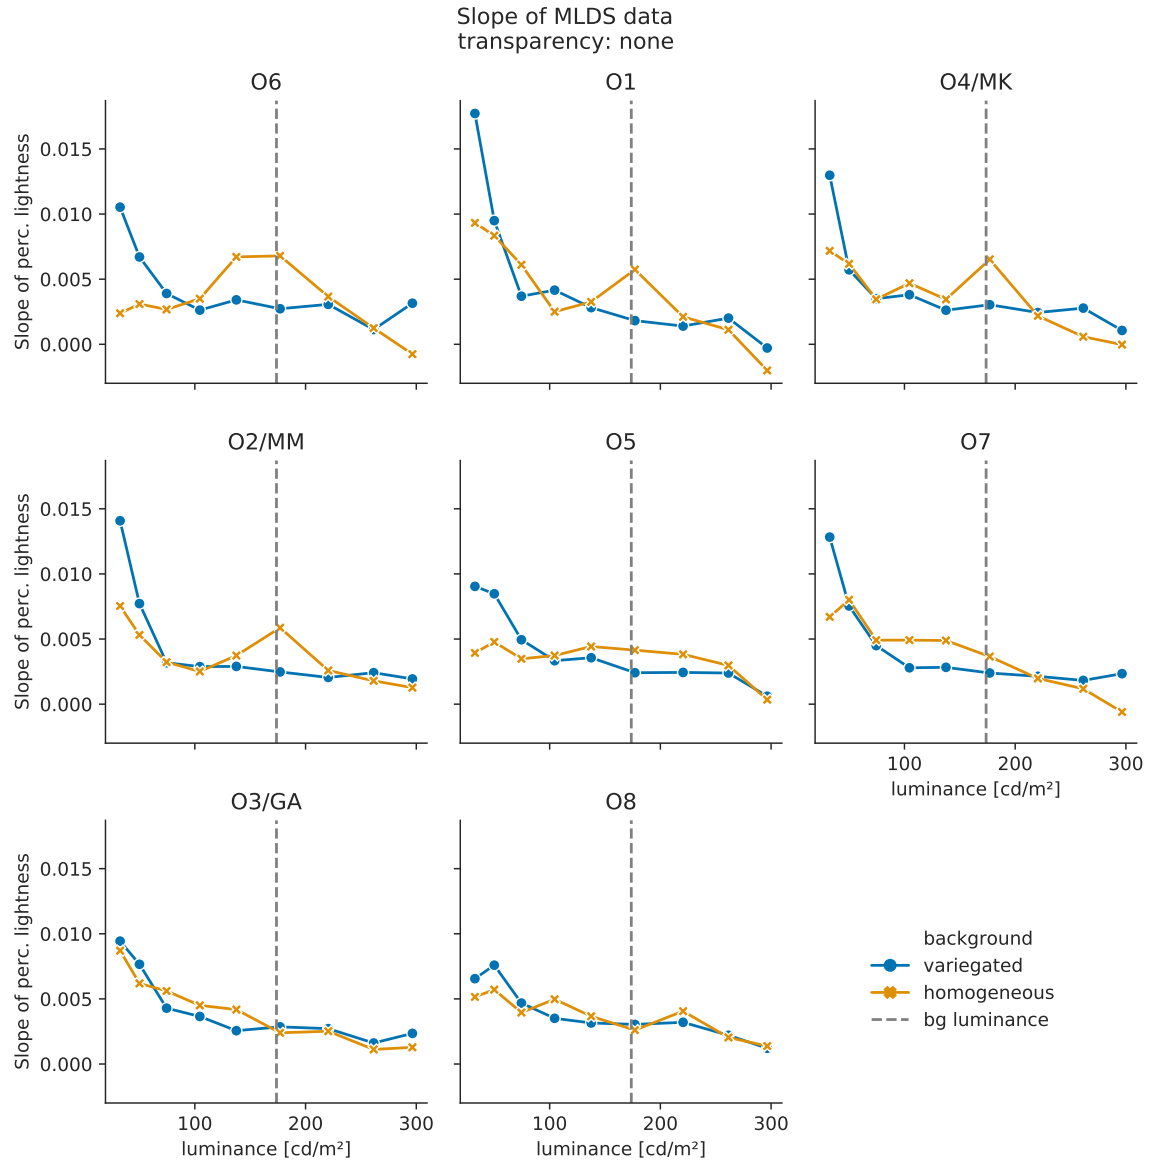 Slope of MLDS data
transparency: none
O6
O1
O4/MK
Slope of perc. lightness
0.015
0.010
0.005
0.000
O2/MM
O5
O7
Slope of perc. lightness
0.015
0.010
0.005
0.000
100
200
300
luminance [cd/m²]
O3/GA
O8
Slope of perc. lightness
0.015
0.010
0.005
0.000
100
200
300
luminance [cd/m²]
100
200
300
luminance [cd/m²]
background
variegated
homogeneous
bg luminance